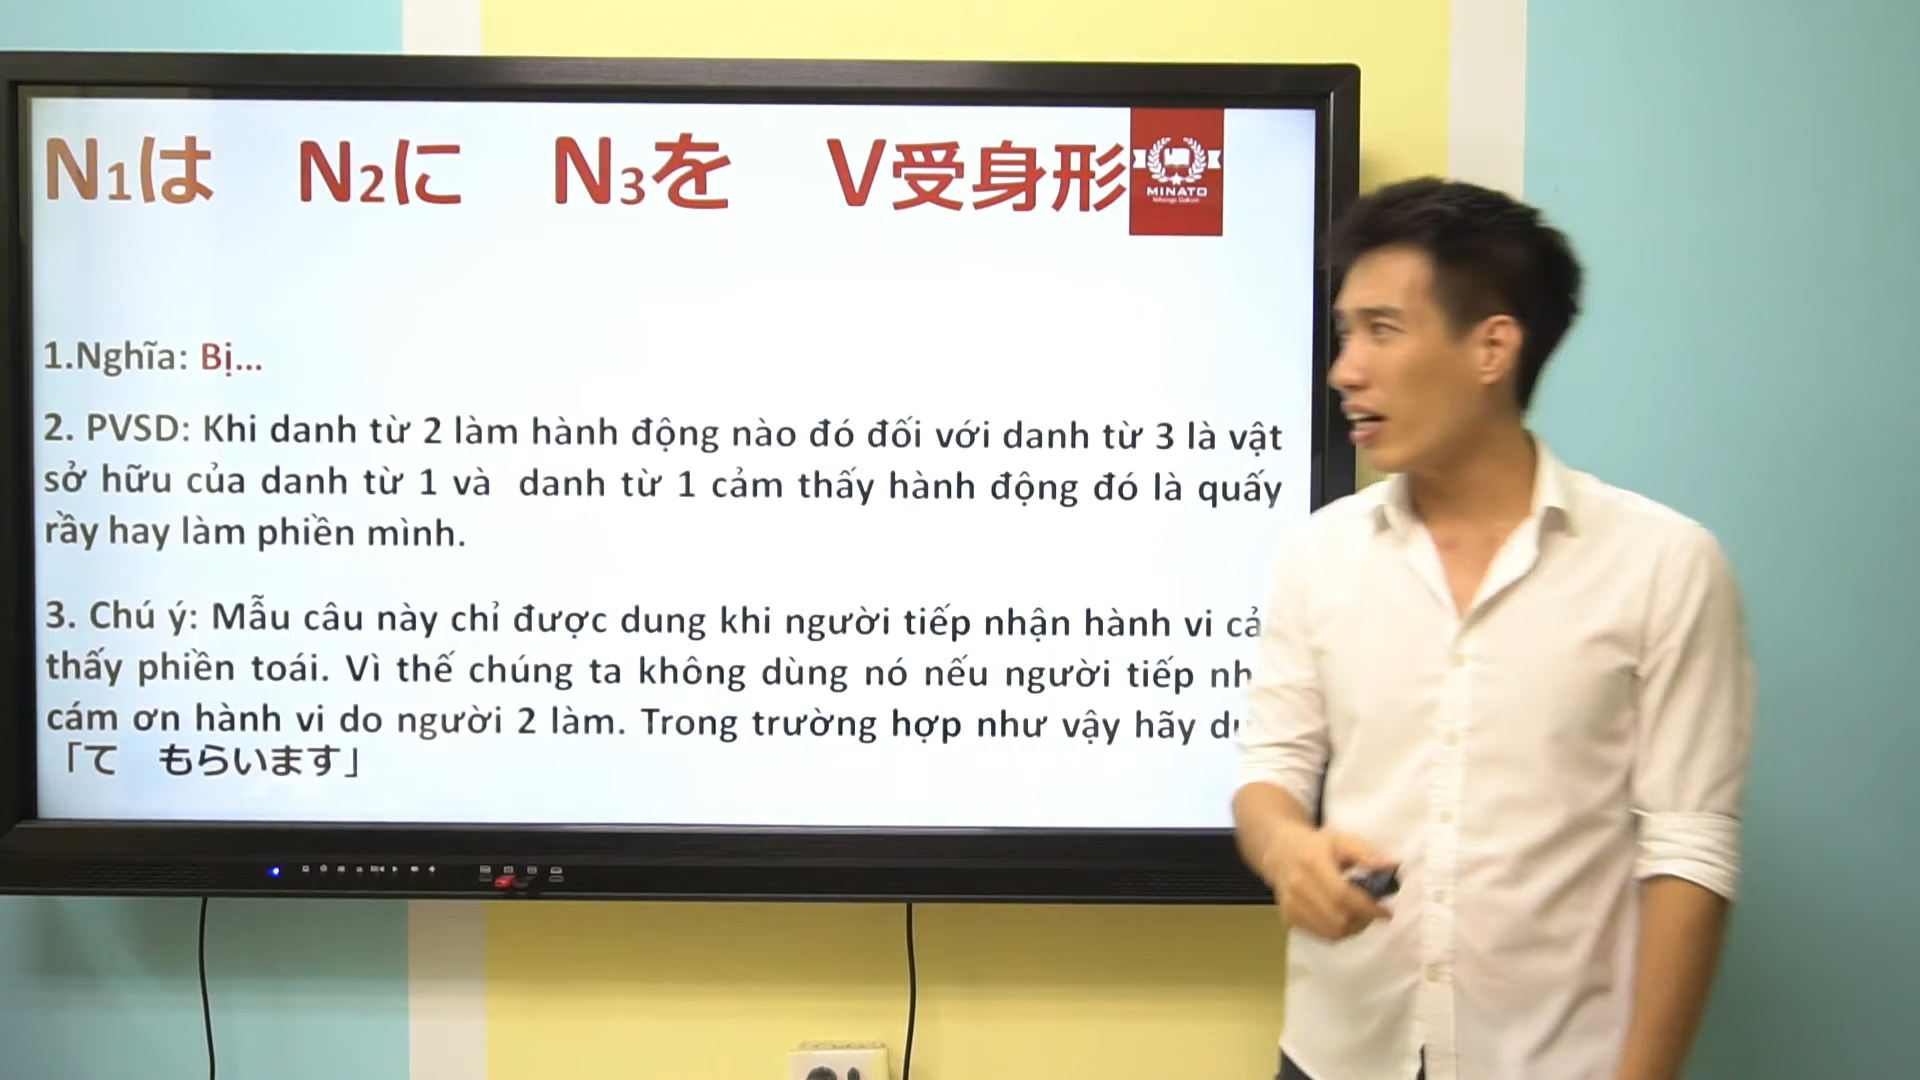 N1は N2に N3を V受身形
MINATO
Nihongo Gakuin
1.Nghĩa: Bị...
2. PVSD: Khi danh từ 2 làm hành động nào đó đối với danh từ 3 là vật
sở hữu của danh từ 1 và danh từ 1 cảm thấy hành động đó là quấy
rầy hay làm phiền mình.
3. Chú ý: Mẫu câu này chỉ được dung khi người tiếp nhận hành vi
thấy phiền toái. Vì thế chúng ta không dùng nó nếu người tiếp
cám ơn hành vi do người 2 làm. Trong trường hợp như vậy hãy
「て もらいます」